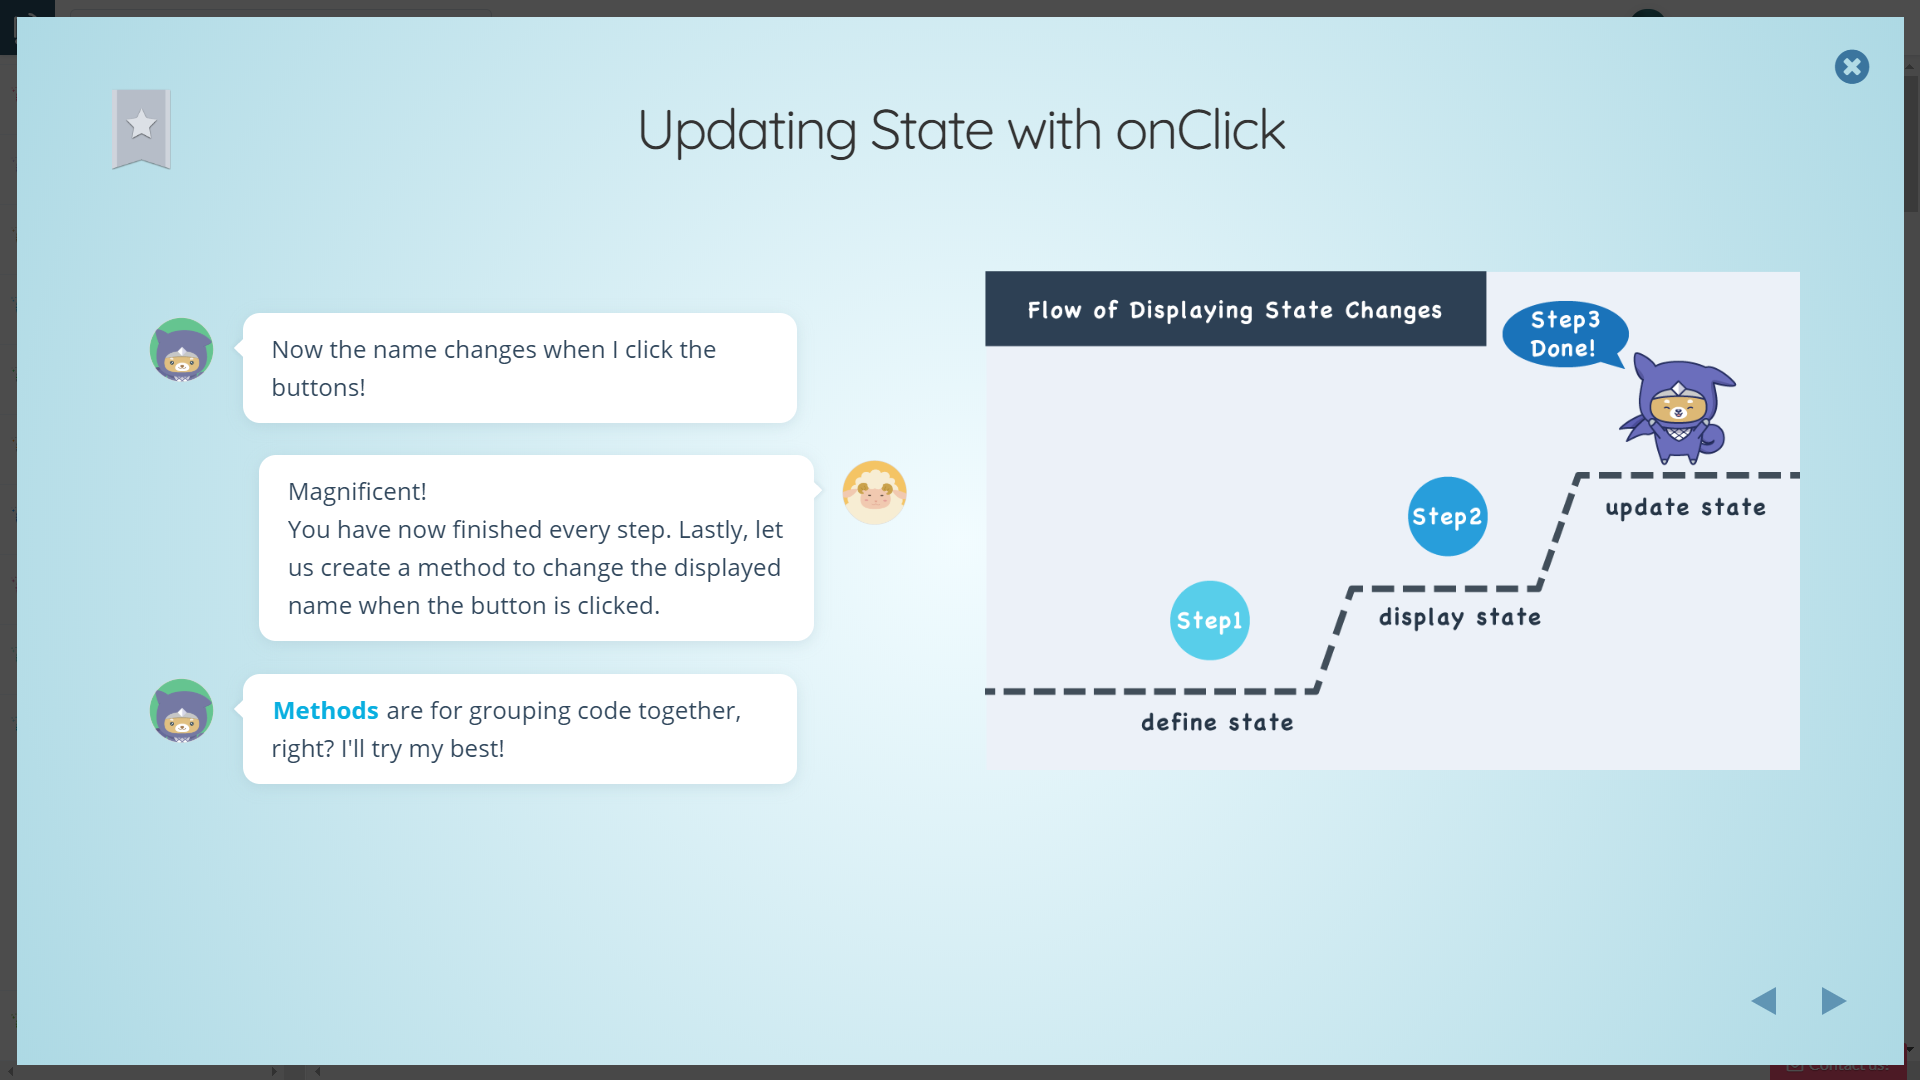 Updating State with onClick
Now the name changes when I click the
buttons!
Magnificent!
You have now finished every step. Lastly, let
us create a method to change the displayed
name when the button is clicked.
Methods are for grouping code together,
right? I'll try my best!
Flow of Displaying State Changes
Step3
Done!
update state
Step2
display state
Step1
define state
Contact us!